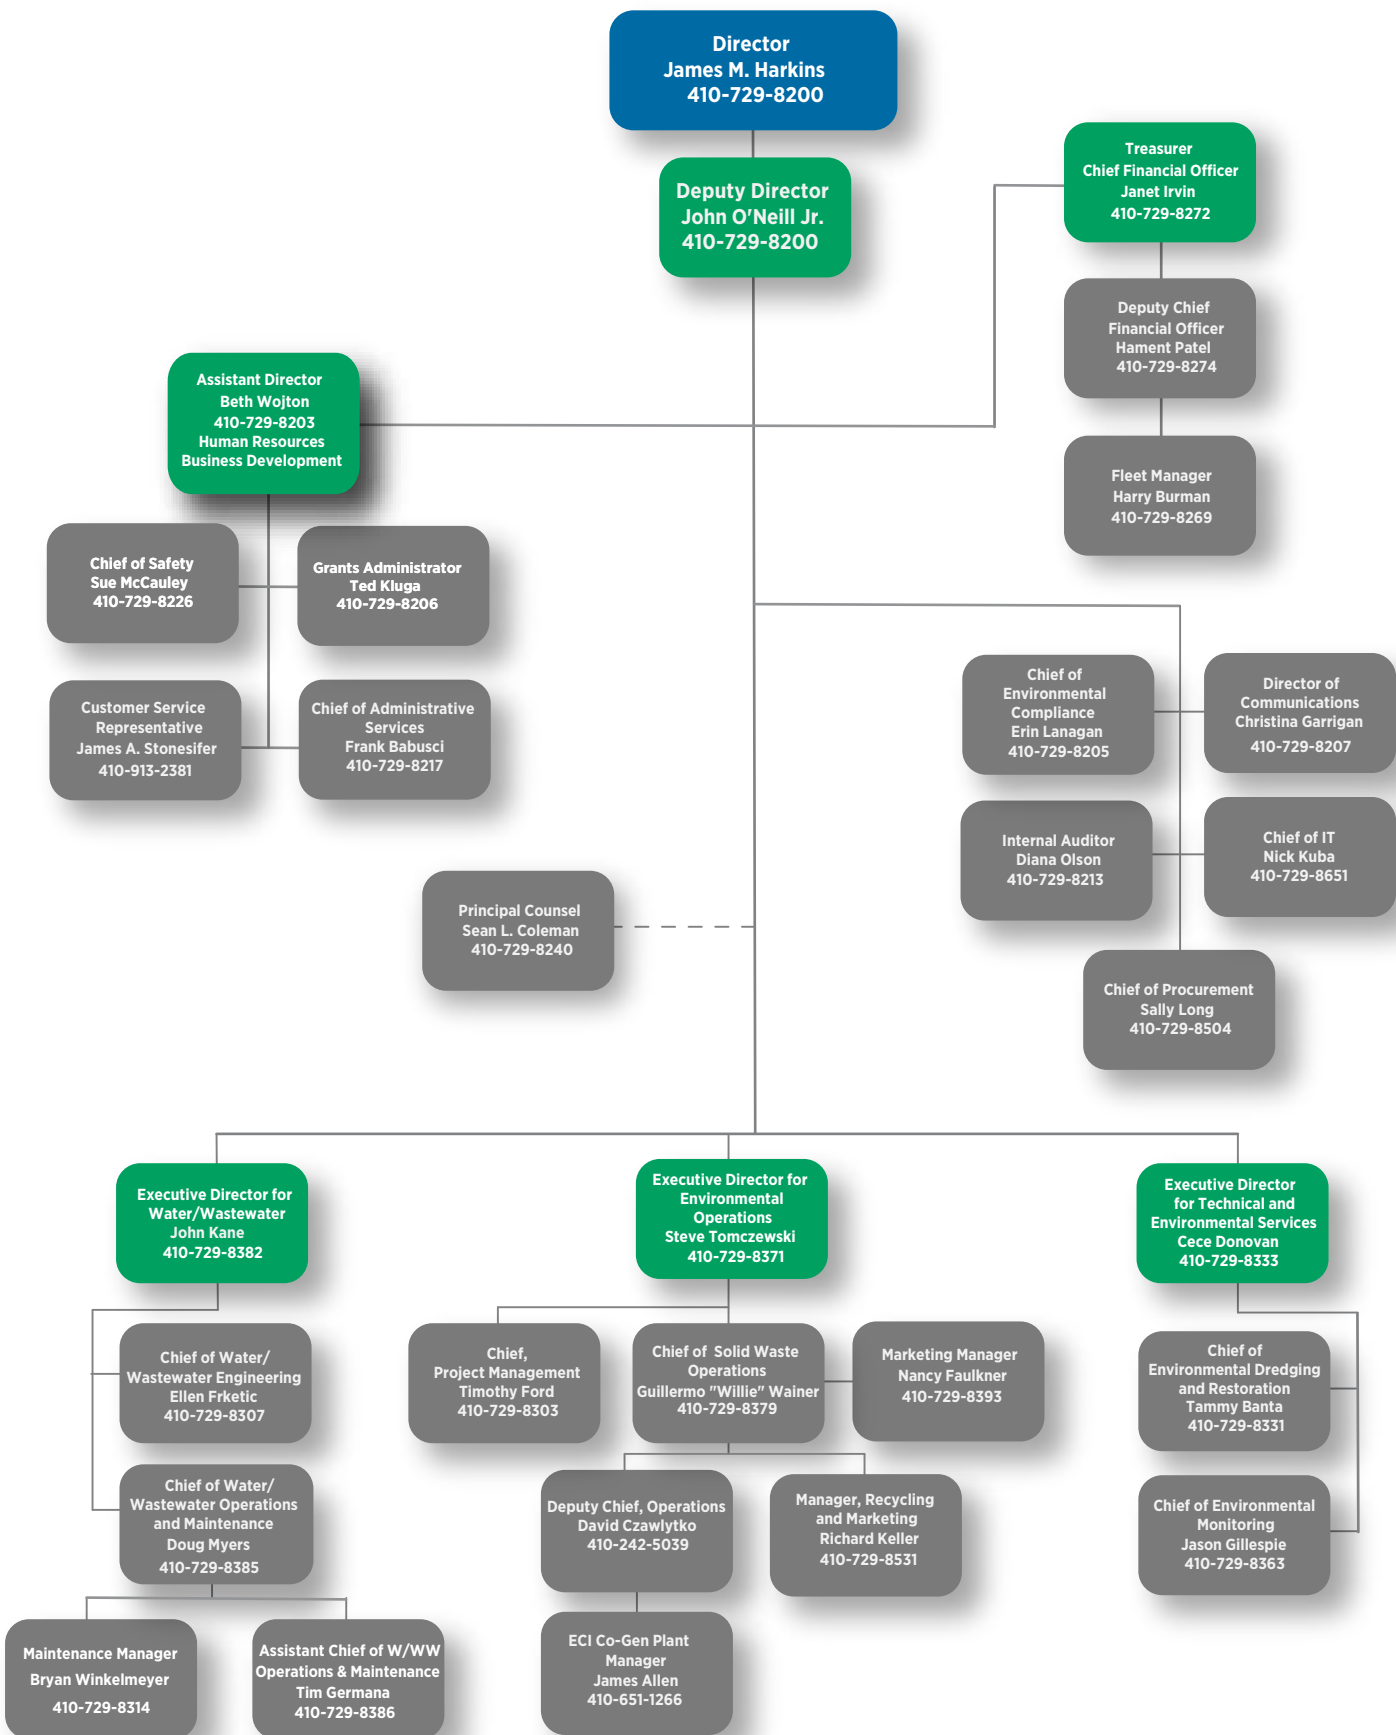 Director
James M. Harkins
410-729-8200
Deputy Director
John O'Neill Jr.
410-729-8200
Treasurer
Chief Financial Officer
Janet Irvin
410-729-8272
Deputy Chief
Financial Officer
Hament Patel
410-729-8274
Fleet Manager
Harry Burman
410-729-8269
Assistant Director
Beth Wojton
410-729-8203
Human Resources
Business Development
Chief of Safety
Sue McCauley
410-729-8226
Grants Administrator
Ted Kluga
410-729-8206
Customer Service
Representative
James A. Stonesifer
410-913-2381
Chief of Administrative
Services
Frank Babusci
410-729-8217
Chief of
Environmental
Compliance
Erin Lanagan
410-729-8205
Director of
Communications
Christina Garrigan
410-729-8207
Internal Auditor
Diana Olson
410-729-8213
Chief of IT
Nick Kuba
410-729-8651
Principal Counsel
Sean L. Coleman
410-729-8240
Chief of Procurement
Sally Long
410-729-8504
Executive Director for
Water/Wastewater
John Kane
410-729-8382
Executive Director for
Environmental
Operations
Steve Tomczewski
410-729-8371
Executive Director
for Technical and
Environmental Services
Cece Donovan
410-729-8333
Chief of Water/
Wastewater Engineering
Ellen Frketic
410-729-8307
Chief,
Project Management
Timothy Ford
410-729-8303
Chief of Solid Waste
Operations
Guillermo "Willie" Wainer
410-729-8379
Marketing Manager
Nancy Faulkner
410-729-8393
Chief of
Environmental Dredging
and Restoration
Tammy Banta
410-729-8331
Chief of Water/
Wastewater Operations
and Maintenance
Doug Myers
410-729-8385
Deputy Chief, Operations
David Czawlytko
410-242-5039
Manager, Recycling
and Marketing
Richard Keller
410-729-8531
Chief of Environmental
Monitoring
Jason Gillespie
410-729-8363
Maintenance Manager
Bryan Winkelmeyer
410-729-8314
Assistant Chief of W/WW
Operations & Maintenance
Tim Germana
410-729-8386
ECI Co-Gen Plant
Manager
James Allen
410-651-1266